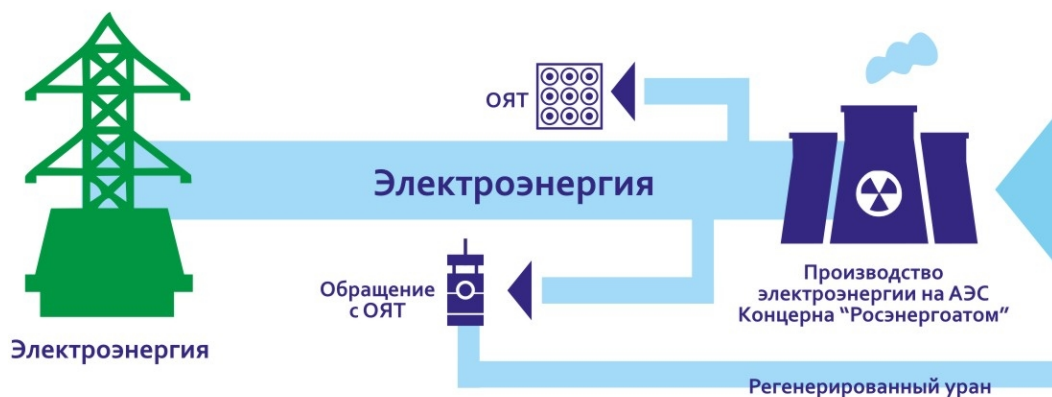 ОЯТ
Электроэнергия
Обращение
с ОЯТ
Производство
электроэнергии на АЭС
Концерна “Росэнергоатом”
Электроэнергия
Регенерированный уран